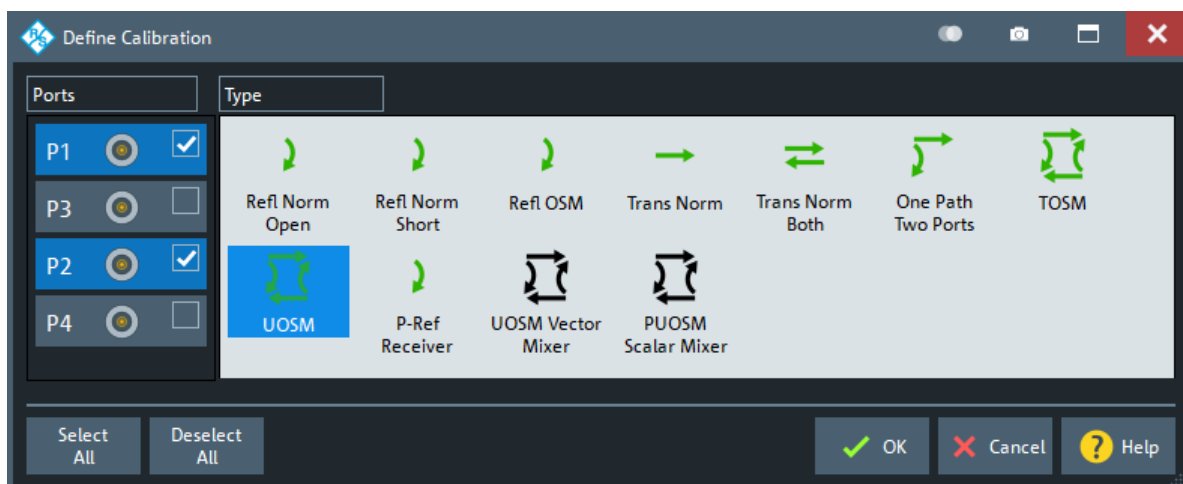 R&S Define Calibration
Ports
Type
P1
P3
P2
P4
Refl Norm
Open
Refl Norm
Short
Refl OSM
Trans Norm
Trans Norm
Both
One Path
Two Ports
TOSM
UOSM
P-Ref
Receiver
UOSM Vector
Mixer
PUOSM
Scalar Mixer
Select
All
Deselect
All
OK
Cancel
? Help